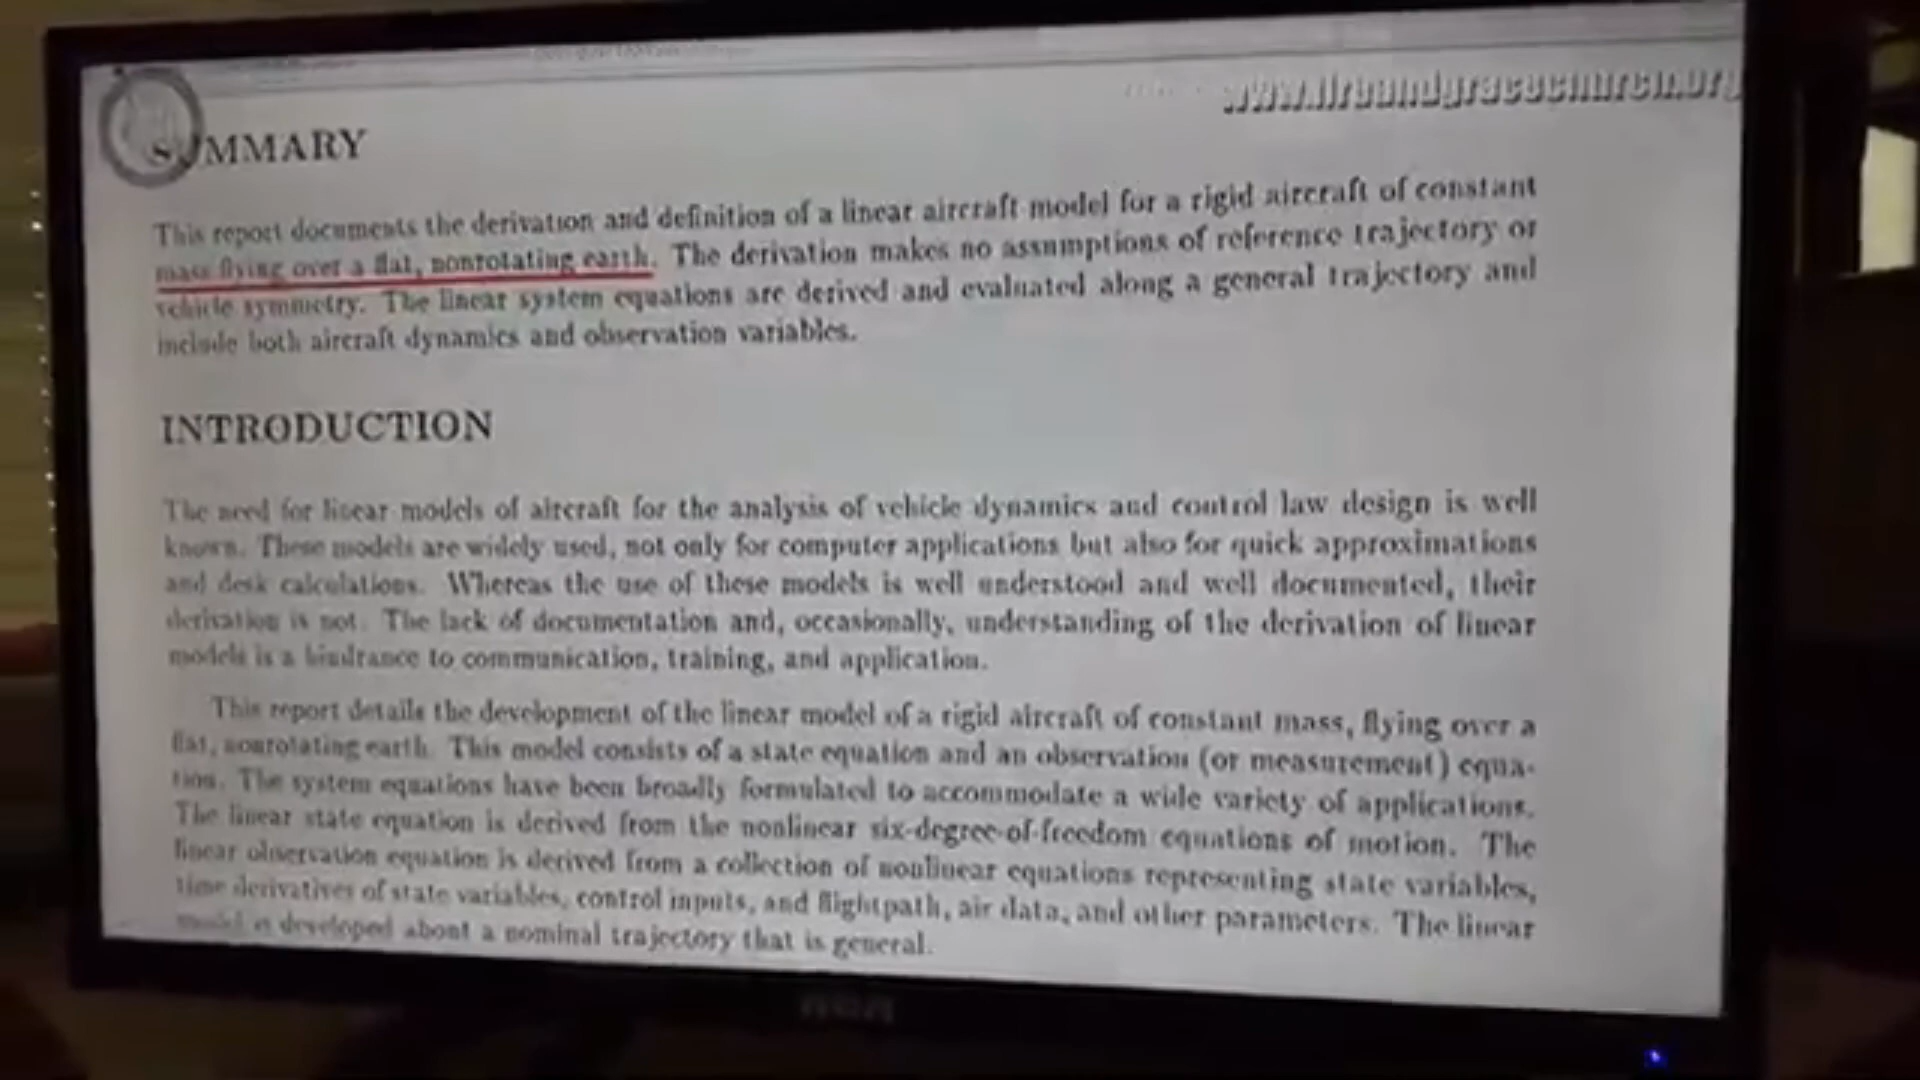 SUMMARY
This report documents the derivation and definition of a linear aircraft model for a rigid aircraft of constant
mass flying over a flat, nonrotating earth. The derivation makes no assumptions of reference trajectory or
vehicle symmetry. The linear system equations are derived and evaluated along a general trajectory and
include both aircraft dynamics and observation variables.
INTRODUCTION
The need for linear models of aircraft for the analysis of vehicle dynamics and control law design is well
known. These models are widely used, not only for computer applications but also for quick approximations
and desk calculations. Whereas the use of these models is well understood and well documented, their
derivation is not. The lack of documentation and, occasionally, understanding of the derivation of linear
models is a hindrance to communication, training, and application.
This report details the development of the linear model of a rigid aircraft of constant mass, flying over a
flat, nonrotating earth. This model consists of a state equation and an observation (or measurement) equa-
tion. The system equations have been broadly formulated to accommodate a wide variety of applications.
The linear state equation is derived from the nonlinear six-degree-of-freedom equations of motion. The
linear observation equation is derived from a collection of nonlinear equations representing state variables,
time derivatives of state variables, control inputs, and flightpath, air data, and other parameters. The linear
model is developed about a nominal trajectory that is general.